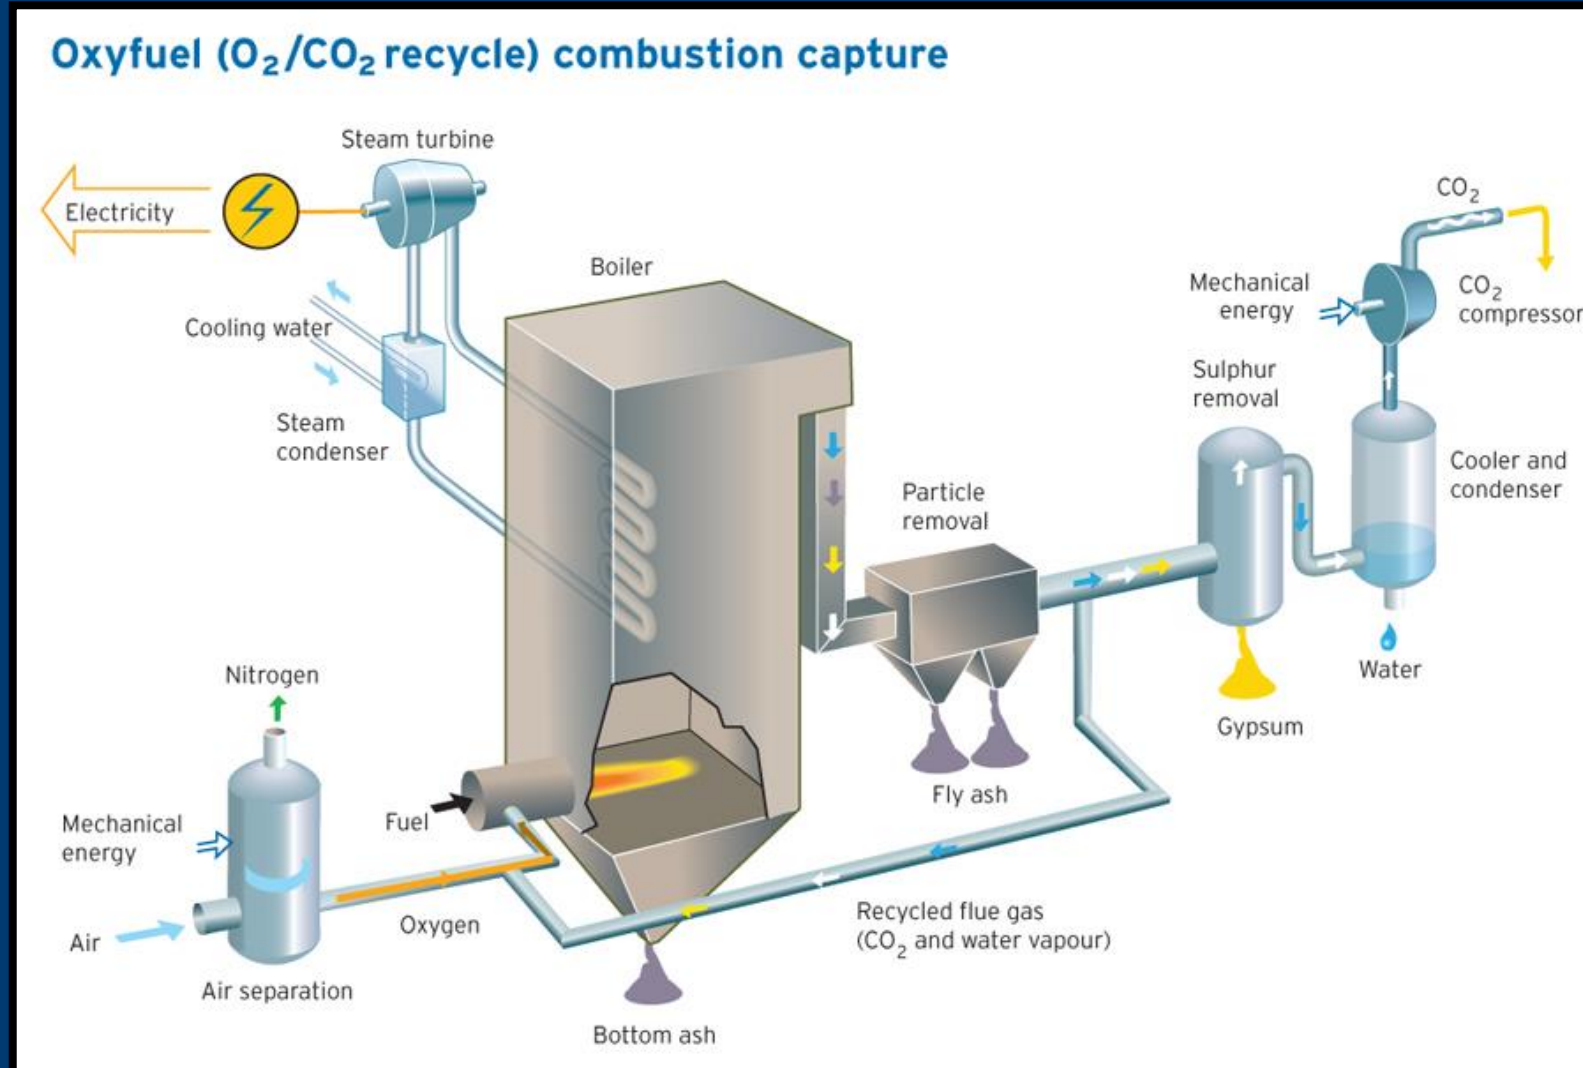 Oxyfuel (O₂/CO₂ recycle) combustion capture
Steam turbine
Electricity
Boiler
Cooling water
Steam
condenser
CO₂
Mechanical
energy
CO₂
compressor
Sulphur
removal
Cooler and
condenser
Particle
removal
Water
Gypsum
Nitrogen
Fly ash
Mechanical
energy
Fuel
Oxygen
Air
Air separation
Recycled flue gas
(CO₂ and water vapour)
Bottom ash